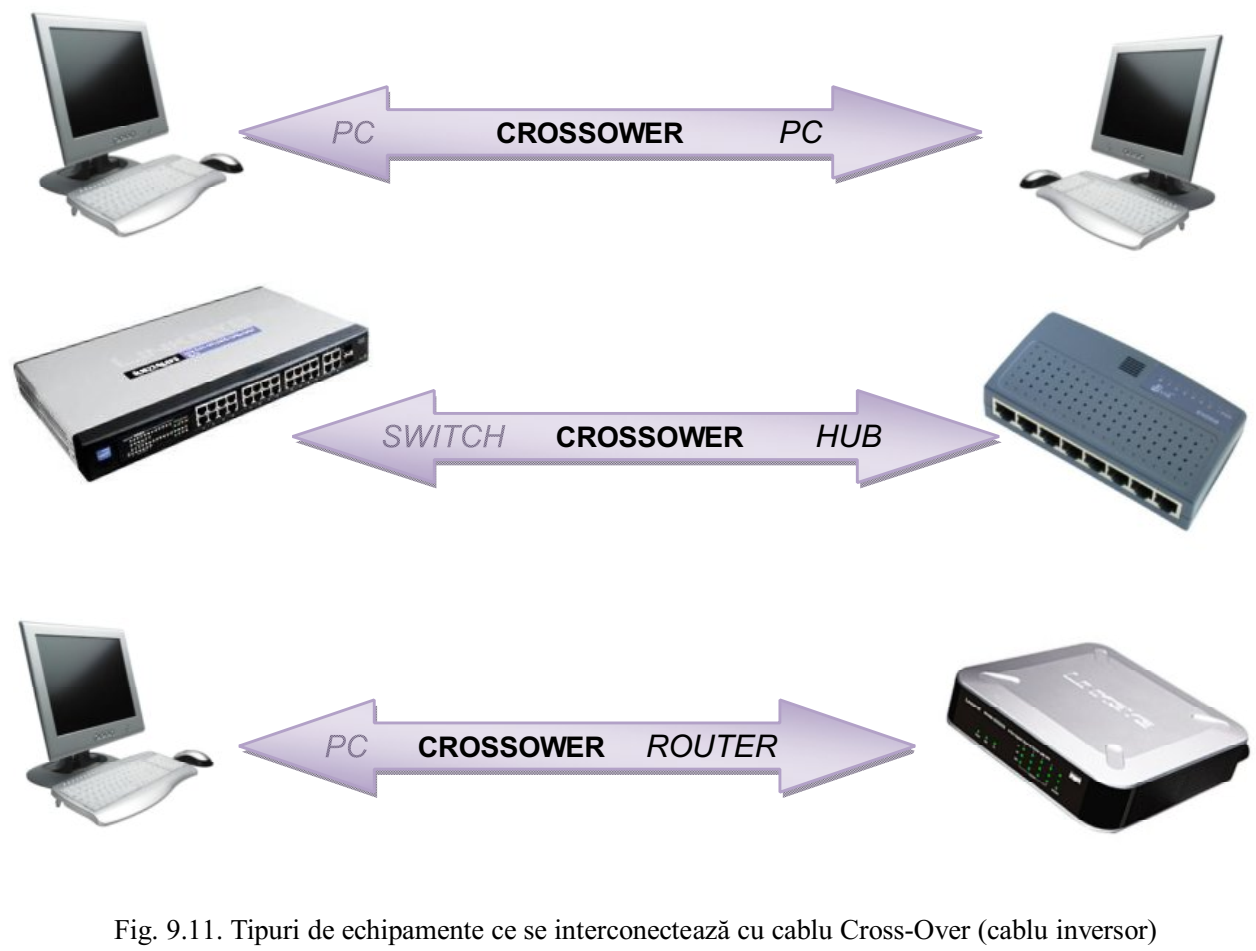 PC CROSSOWER PC
SWITCH CROSSOWER HUB
PC CROSSOWER ROUTER
Fig. 9.11. Tipuri de echipamente ce se interconectează cu cablu Cross-Over (cablu inversor)